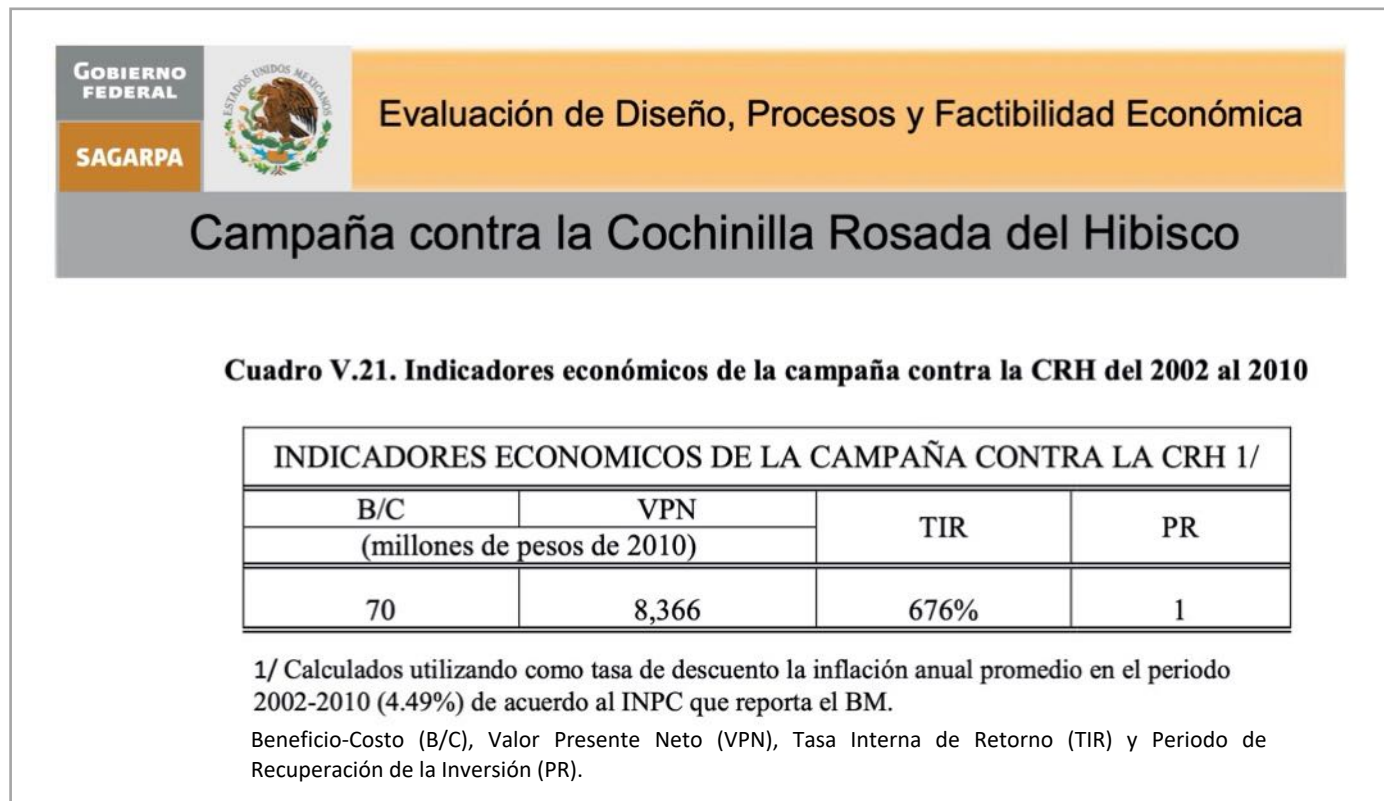 GOBIERNO
FEDERAL
SAGARPA
ESTADOS UNIDOS MEXICANOS
Evaluación de Diseño, Procesos y Factibilidad Económica
Campaña contra la Cochinilla Rosada del Hibisco
Cuadro V.21. Indicadores económicos de la campaña contra la CRH del 2002 al 2010
INDICADORES ECONOMICOS DE LA CAMPAÑA CONTRA LA CRH 1/
B/C VPN TIR PR
(millones de pesos de 2010)
70 8,366 676% 1
1/ Calculados utilizando como tasa de descuento la inflación anual promedio en el periodo
2002-2010 (4.49%) de acuerdo al INPC que reporta el BM.
Beneficio-Costo (B/C), Valor Presente Neto (VPN), Tasa Interna de Retorno (TIR) y Periodo de
Recuperación de la Inversión (PR).